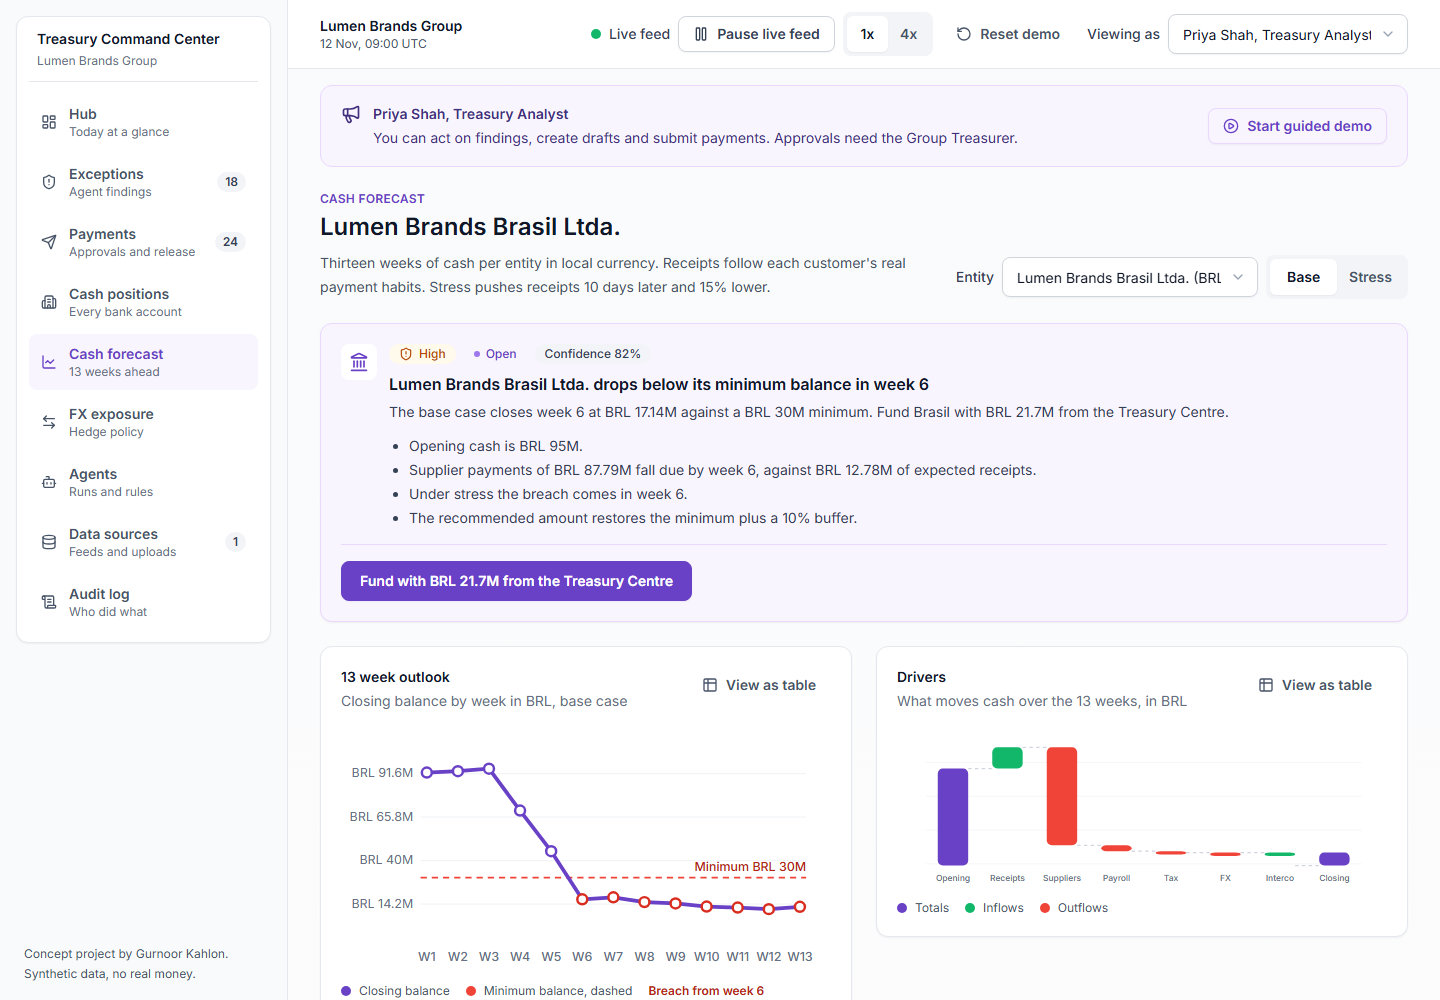 Treasury Command Center
Lumen Brands Group
Hub
Today at a glance
Exceptions
Agent findings
18
Payments
Approvals and release
24
Cash positions
Every bank account
Cash forecast
13 weeks ahead
FX exposure
Hedge policy
Agents
Runs and rules
Data sources
Feeds and uploads
1
Audit log
Who did what
Concept project by Gurnoor Kahlon.
Synthetic data, no real money.
Lumen Brands Group
12 Nov, 09:00 UTC
Live feed
Pause live feed
1x
4x
Reset demo
Viewing as
Priya Shah, Treasury Analyst
Priya Shah, Treasury Analyst
You can act on findings, create drafts and submit payments. Approvals need the Group Treasurer.
Start guided demo
CASH FORECAST
Lumen Brands Brasil Ltda.
Thirteen weeks of cash per entity in local currency. Receipts follow each customer's real
payment habits. Stress pushes receipts 10 days later and 15% lower.
Entity
Lumen Brands Brasil Ltda. (BRL
Base
Stress
High
Open
Confidence 82%
Lumen Brands Brasil Ltda. drops below its minimum balance in week 6
The base case closes week 6 at BRL 17.14M against a BRL 30M minimum. Fund Brasil with BRL 21.7M from the Treasury Centre.
• Opening cash is BRL 95M.
• Supplier payments of BRL 87.79M fall due by week 6, against BRL 12.78M of expected receipts.
• Under stress the breach comes in week 6.
• The recommended amount restores the minimum plus a 10% buffer.
Fund with BRL 21.7M from the Treasury Centre
13 week outlook
Closing balance by week in BRL, base case
View as table
BRL 91.6M
BRL 65.8M
BRL 40M
BRL 14.2M
Minimum BRL 30M
W1 W2 W3 W4 W5 W6 W7 W8 W9 W10 W11 W12 W13
Closing balance
Minimum balance, dashed
Breach from week 6
Drivers
What moves cash over the 13 weeks, in BRL
View as table
Opening Receipts Suppliers Payroll Tax FX Interco Closing
Totals
Inflows
Outflows